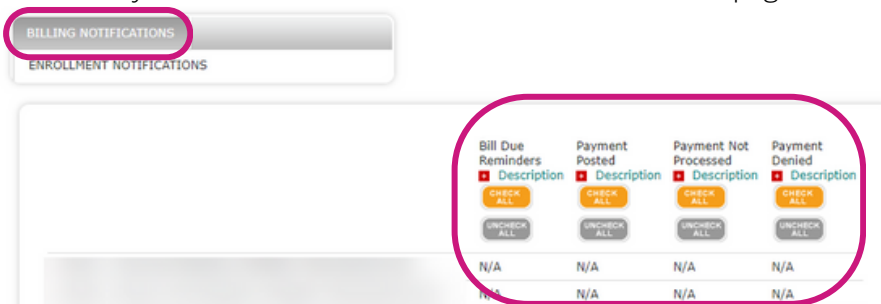 page
BILLING NOTIFICATIONS
ENROLLMENT NOTIFICATIONS
Bill Due Payment Payment Not Payment
Reminders Posted Processed Denied
+ Description + Description + Description + Description
CHECK ALL CHECK ALL CHECK ALL CHECK ALL
UNCHECK ALL UNCHECK ALL UNCHECK ALL UNCHECK ALL
N/A N/A N/A N/A
N/A N/A N/A N/A